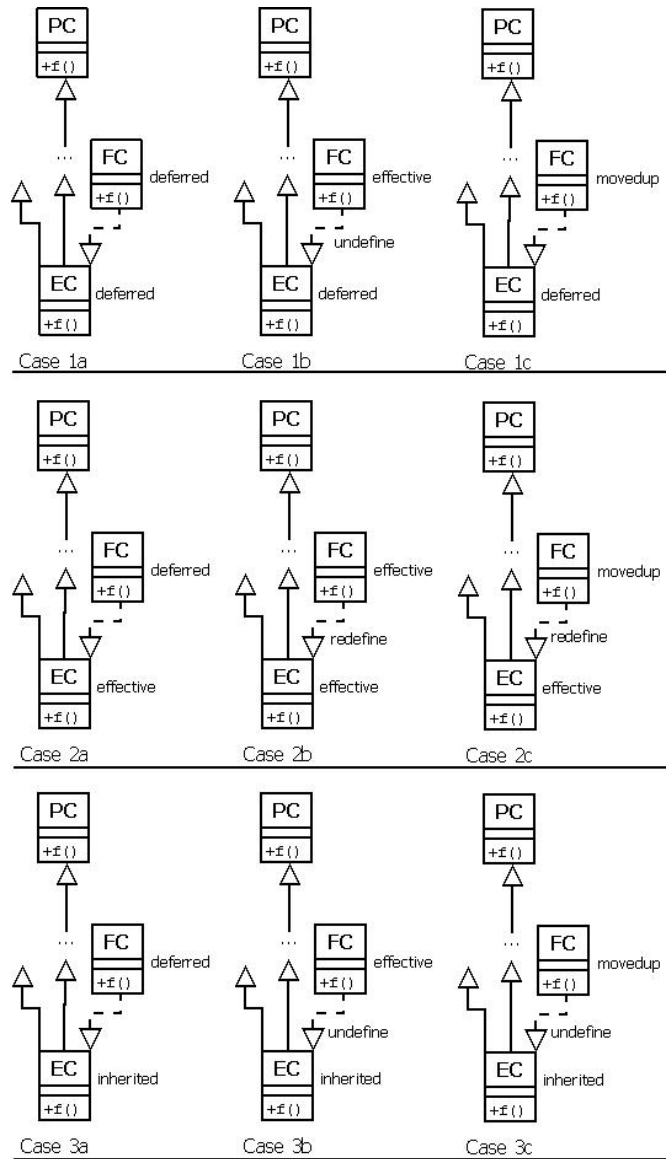 PC PC PC
+f() +f() +f()
... ... ...
FC deferred FC effective FC movedup
+f() +f() +f()
undefine
EC deferred EC deferred EC deferred
+f() +f() +f()
Case 1a Case 1b Case 1c
PC PC PC
+f() +f() +f()
... ... ...
FC deferred FC effective FC movedup
+f() +f() +f()
redefine redefine
EC effective EC effective EC effective
+f() +f() +f()
Case 2a Case 2b Case 2c
PC PC PC
+f() +f() +f()
... ... ...
FC deferred FC effective FC movedup
+f() +f() +f()
undefine undefine
EC inherited EC inherited EC inherited
+f() +f() +f()
Case 3a Case 3b Case 3c